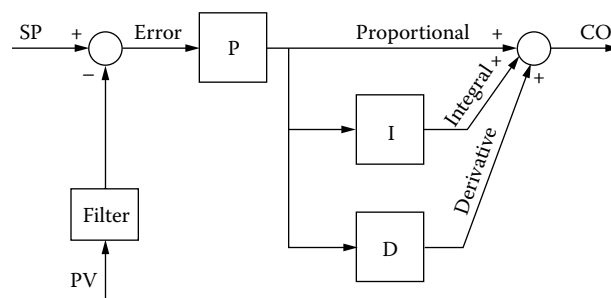 SP
+
Error
P
Proportional
+
CO
−
+
I
Integral
+
Derivative
Filter
D
PV